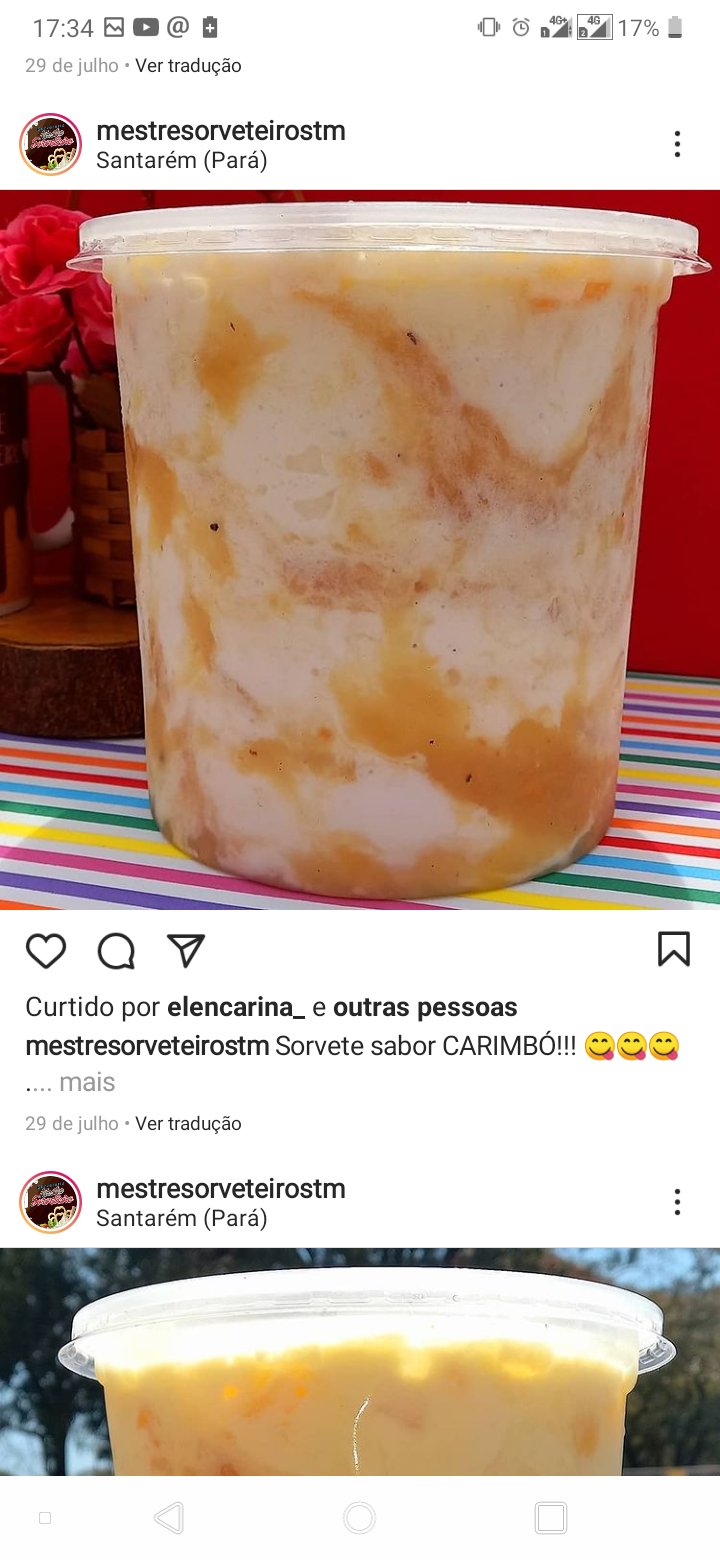 17:34 17%
29 de julho • Ver tradução
mestresorveteirostm
Santarém (Pará)
Curtido por elencarina_ e outras pessoas
mestresorveteirostm Sorvete sabor CARIMBÓ!!! 😋😋😋
.... mais
29 de julho • Ver tradução
mestresorveteirostm
Santarém (Pará)